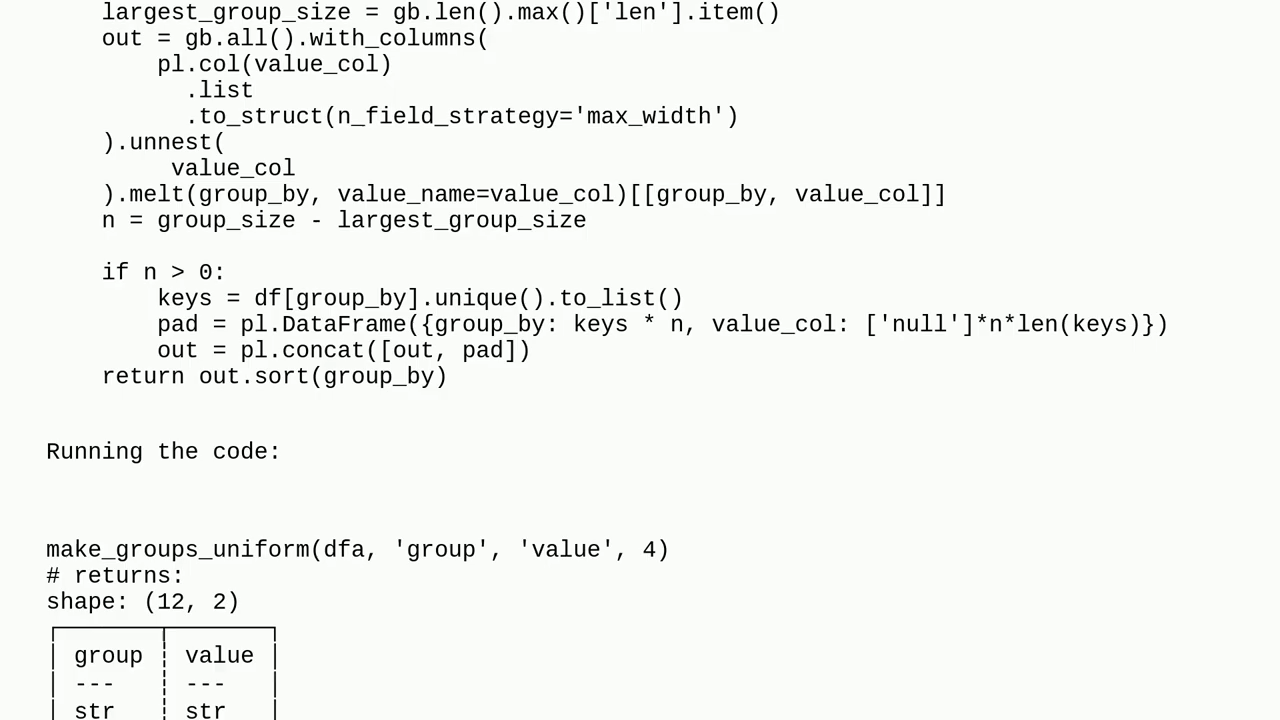 largest_group_size = gb.len().max()['len'].item()
    out = gb.all().with_columns(
        pl.col(value_col)
          .list
          .to_struct(n_field_strategy='max_width')
    ).unnest(
         value_col
    ).melt(group_by, value_name=value_col)[[group_by, value_col]]
    n = group_size - largest_group_size

    if n > 0:
        keys = df[group_by].unique().to_list()
        pad = pl.DataFrame({group_by: keys * n, value_col: ['null']*n*len(keys)})
        out = pl.concat([out, pad])
    return out.sort(group_by)

Running the code:

make_groups_uniform(dfa, 'group', 'value', 4)
# returns:
shape: (12, 2)
┌───────┬───────┐
│ group ┆ value │
│ ---   ┆ ---   │
│ str   ┆ str   │